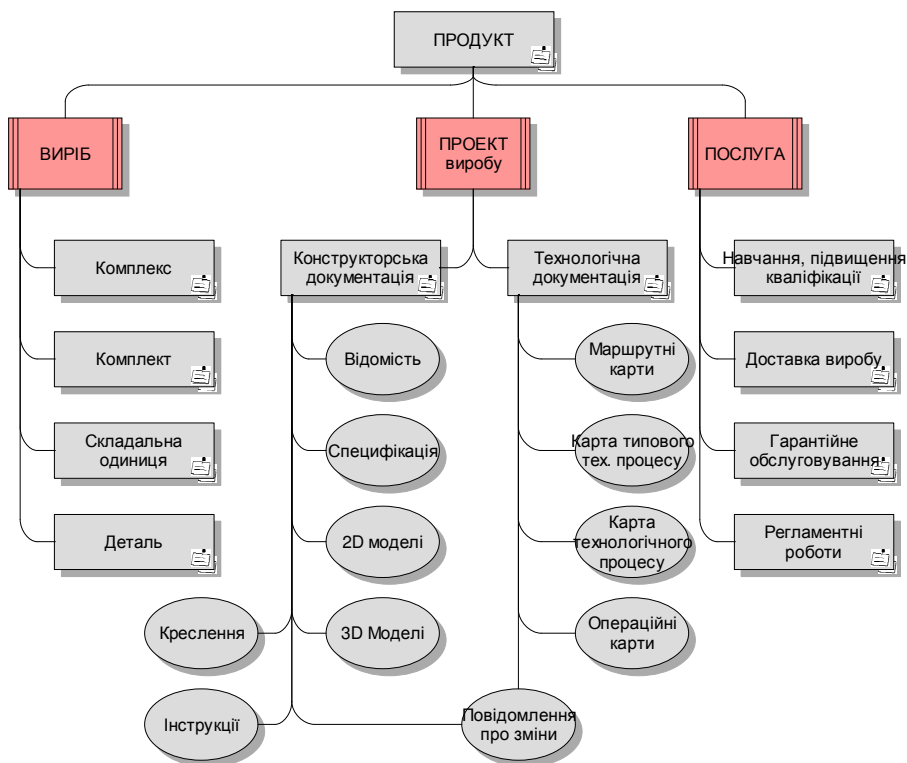 ПРОДУКТ
ВИРІБ
ПРОЕКТ
виробу
ПОСЛУГА
Комплекс
Конструкторська
документація
Технологічна
документація
Навчання, підвищення
кваліфікації
Комплект
Відомість
Маршрутні
карти
Доставка виробу
Складальна
одиниця
Специфікація
Карта типового
тех. процесу
Гарантійне
обслуговування
Деталь
2D моделі
Карта
технологічного
процесу
Регламентні
роботи
Креслення
3D Моделі
Операційні
карти
Інструкції
Повідомлення
про зміни